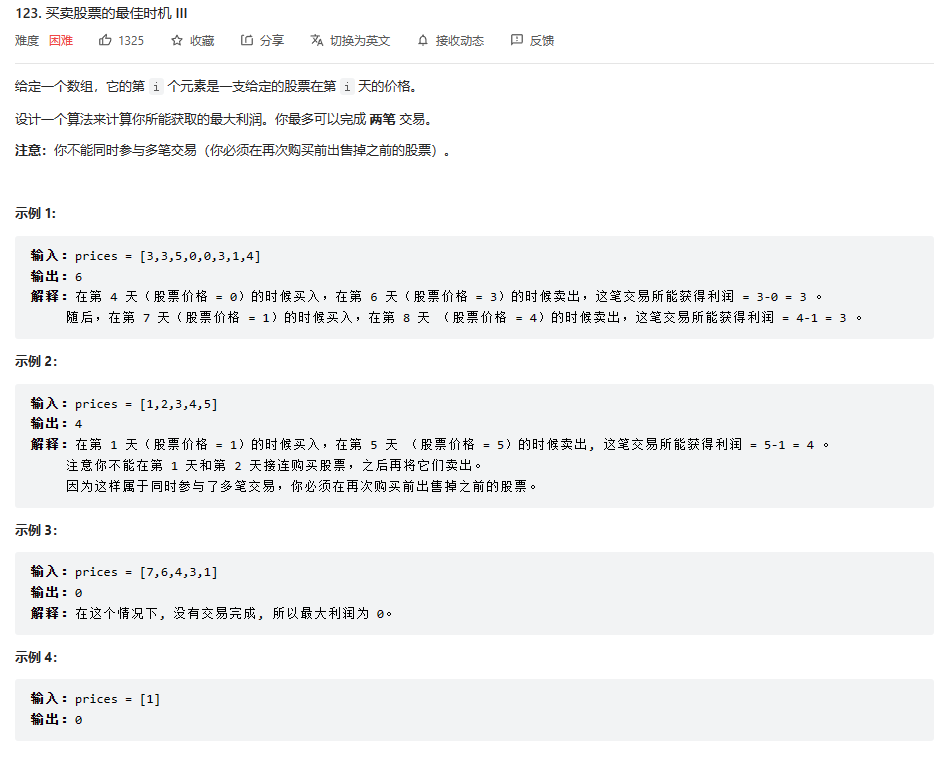 123. 买卖股票的最佳时机 III
难度 困难 1325 收藏 分享 切换为英文 接收动态 反馈
给定一个数组，它的第 i 个元素是一支给定的股票在第 i 天的价格。
设计一个算法来计算你所能获取的最大利润。你最多可以完成 两笔 交易。
注意：你不能同时参与多笔交易（你必须在再次购买前出售掉之前的股票）。
示例 1:
输入：prices = [3,3,5,0,0,3,1,4]
输出：6
解释：在第 4 天（股票价格 = 0）的时候买入，在第 6 天（股票价格 = 3）的时候卖出，这笔交易所能获得利润 = 3-0 = 3 。
随后，在第 7 天（股票价格 = 1）的时候买入，在第 8 天 （股票价格 = 4）的时候卖出，这笔交易所能获得利润 = 4-1 = 3 。
示例 2：
输入：prices = [1,2,3,4,5]
输出：4
解释：在第 1 天（股票价格 = 1）的时候买入，在第 5 天 （股票价格 = 5）的时候卖出, 这笔交易所能获得利润 = 5-1 = 4 。
注意你不能在第 1 天和第 2 天接连购买股票，之后再将它们卖出。
因为这样属于同时参与了多笔交易，你必须在再次购买前出售掉之前的股票。
示例 3：
输入：prices = [7,6,4,3,1]
输出：0
解释：在这个情况下, 没有交易完成, 所以最大利润为 0。
示例 4：
输入：prices = [1]
输出：0